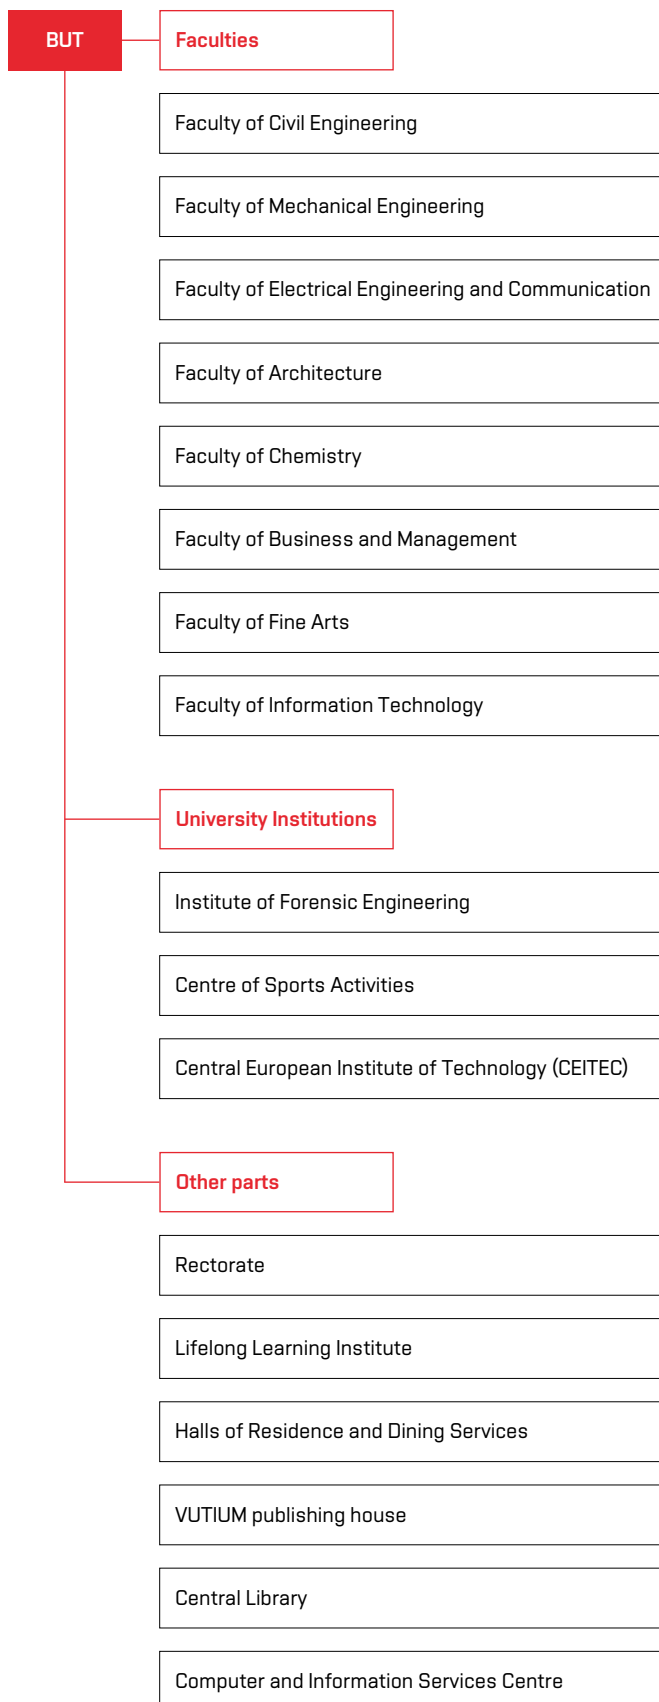 BUT
Faculties
Faculty of Civil Engineering
Faculty of Mechanical Engineering
Faculty of Electrical Engineering and Communication
Faculty of Architecture
Faculty of Chemistry
Faculty of Business and Management
Faculty of Fine Arts
Faculty of Information Technology
University Institutions
Institute of Forensic Engineering
Centre of Sports Activities
Central European Institute of Technology (CEITEC)
Other parts
Rectorate
Lifelong Learning Institute
Halls of Residence and Dining Services
VUTIUM publishing house
Central Library
Computer and Information Services Centre